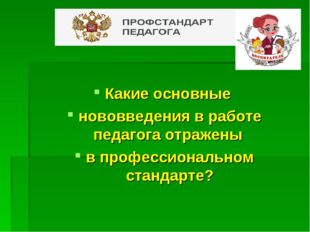 ПРОФСТАНДАРТ
ПЕДАГОГА
Какие основные
нововведения в работе
педагога отражены
в профессиональном
стандарте?